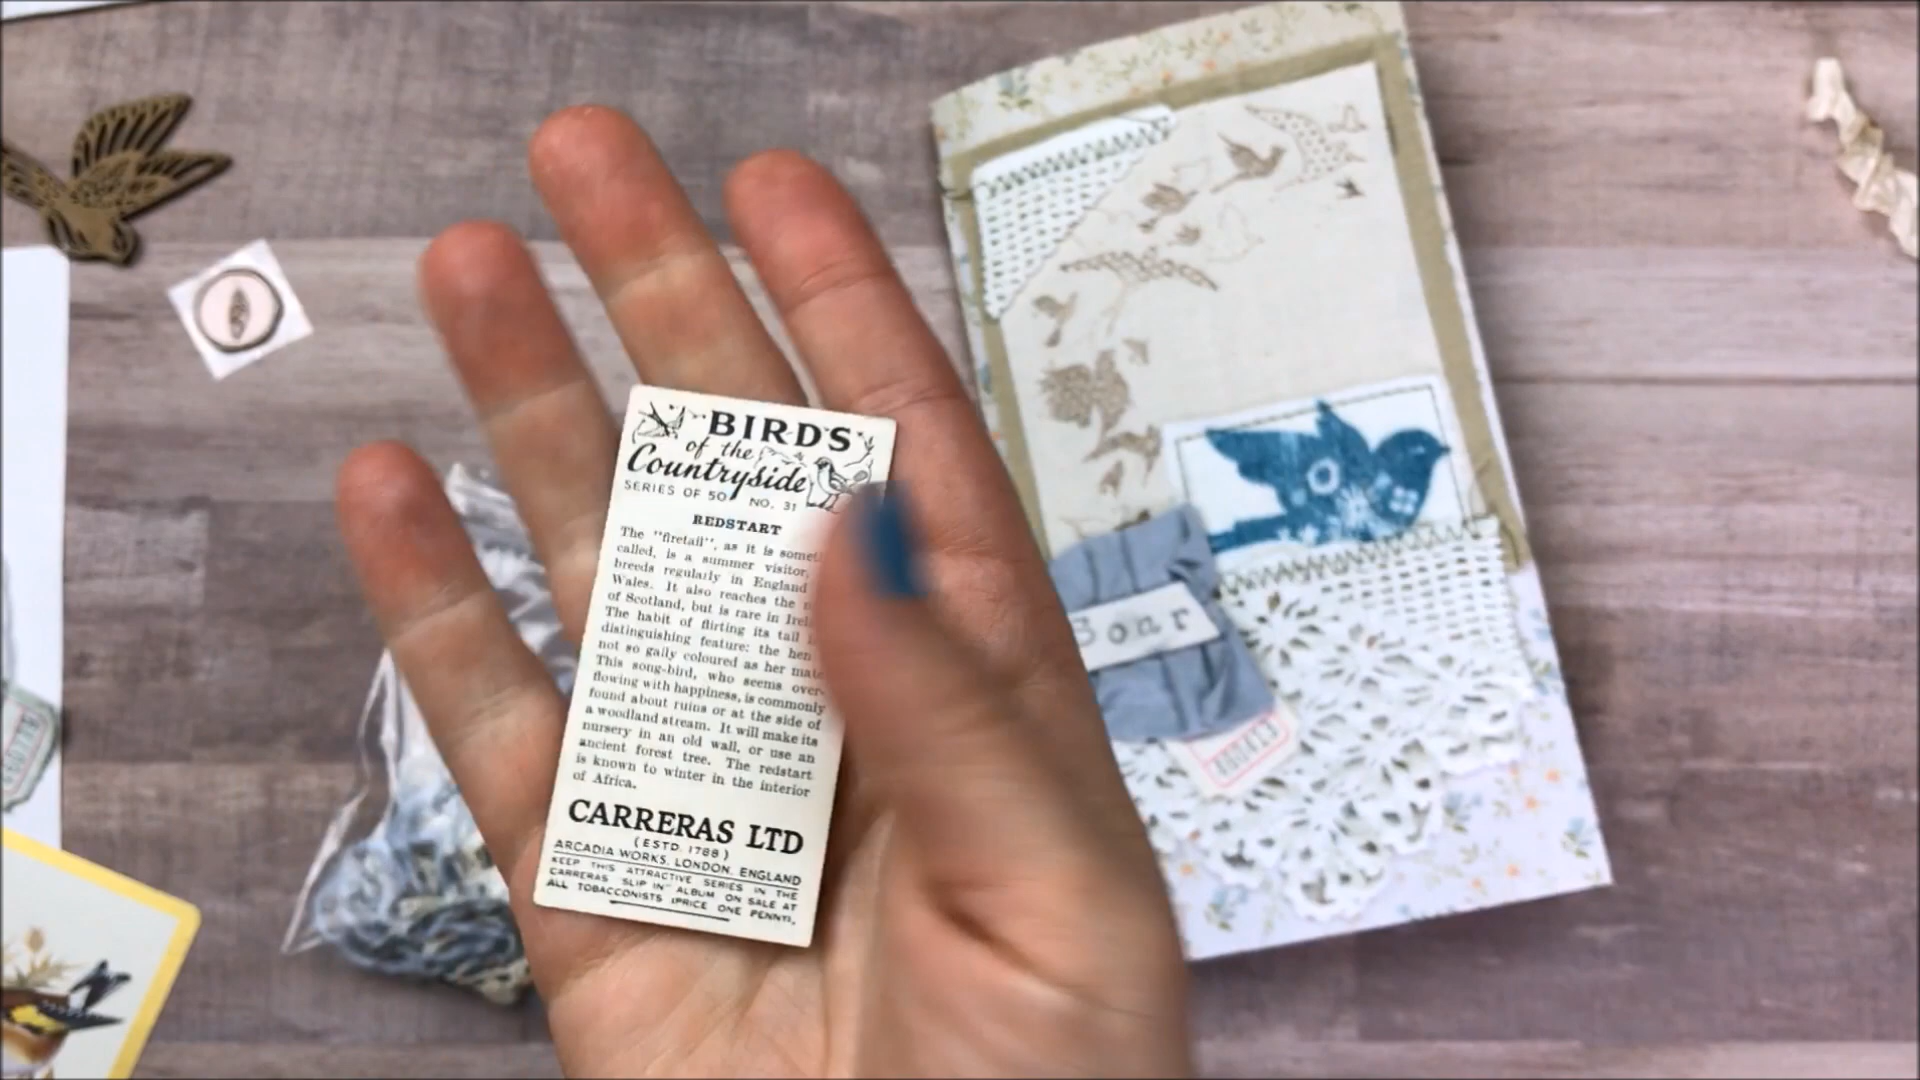 BIRDS
of the
Countryside
SERIES OF 50 NO. 31
REDSTART
The "firetail", as it is
called, is a summer visitor,
breeds regularly in England
Wales. It also reaches the
of Scotland, but is rare in
The habit of flirting its tail
distinguishing feature: the hen
not so gaily coloured as her mate
This song-bird, who seems over-
flowing with happiness, is commonly
found about ruins or at the side of
a woodland stream. It will make its
nursery in an old wall, or use an
ancient forest tree. The redstart
is known to winter in the interior
of Africa.
CARRERAS LTD
(ESTD. 1788)
ARCADIA WORKS, LONDON, ENGLAND
KEEP THIS ATTRACTIVE SERIES IN THE
CARRERAS "SLIP IN" ALBUM ON SALE AT
ALL TOBACCONISTS (PRICE ONE PENNY).
Soar